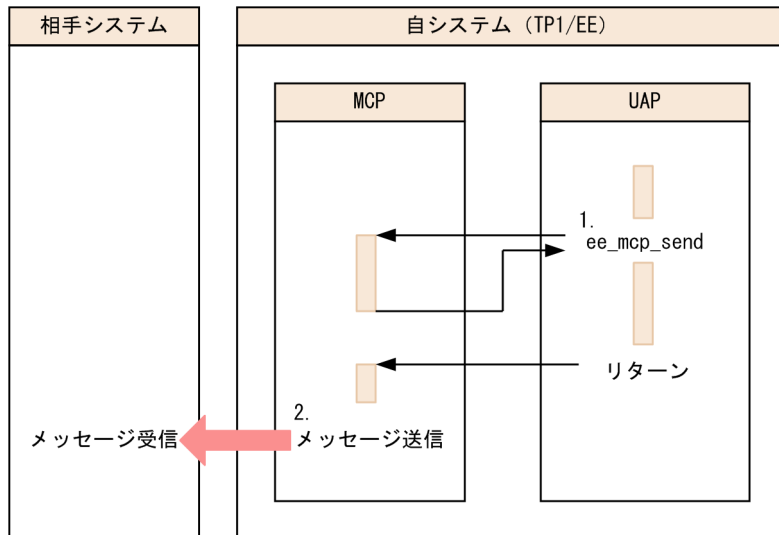 相手システム
自システム（TP1/EE）
MCP
UAP
1.
ee_mcp_send
リターン
2.
メッセージ受信
メッセージ送信